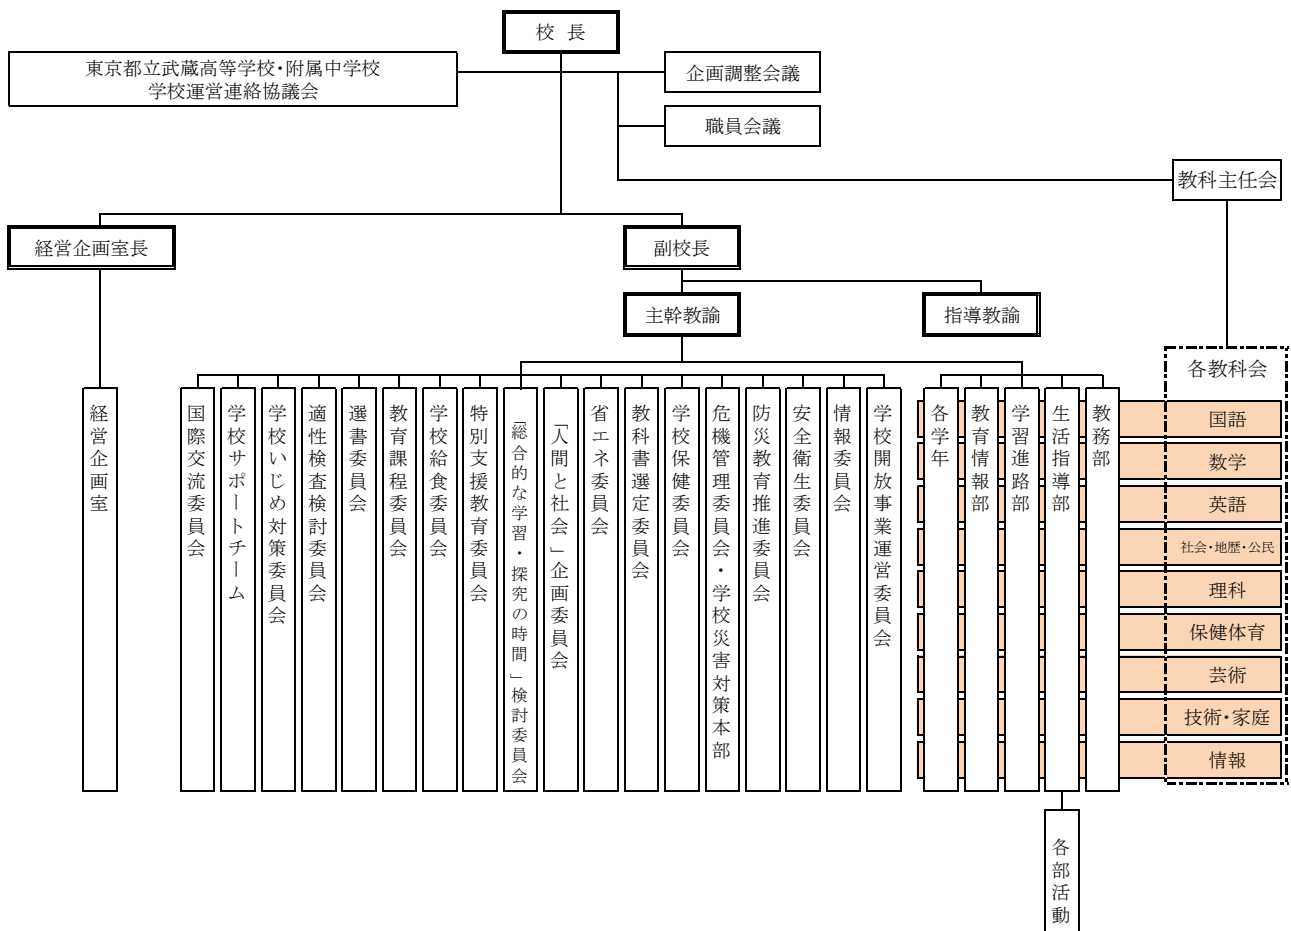 校 長
東京都立武蔵高等学校・附属中学校
学校運営連絡協議会
企画調整会議
職員会議
教科主任会
経営企画室長
副校長
主幹教諭
指導教諭
経営企画室
国際交流委員会
学校サポートチーム
学校いじめ対策委員会
適性検査検討委員会
選書委員会
教育課程委員会
学校給食委員会
特別支援教育委員会
「総合的な学習・探究の時間」検討委員会
「人間と社会」企画委員会
省エネ委員会
教科書選定委員会
学校保健委員会
危機管理委員会・学校災害対策本部
防災教育推進委員会
安全衛生委員会
情報委員会
学校開放事業運営委員会
各学年
教育情報部
学習進路部
生活指導部
教務部
各教科会
国語
数学
英語
社会・地歴・公民
理科
保健体育
芸術
技術・家庭
情報
各部活動